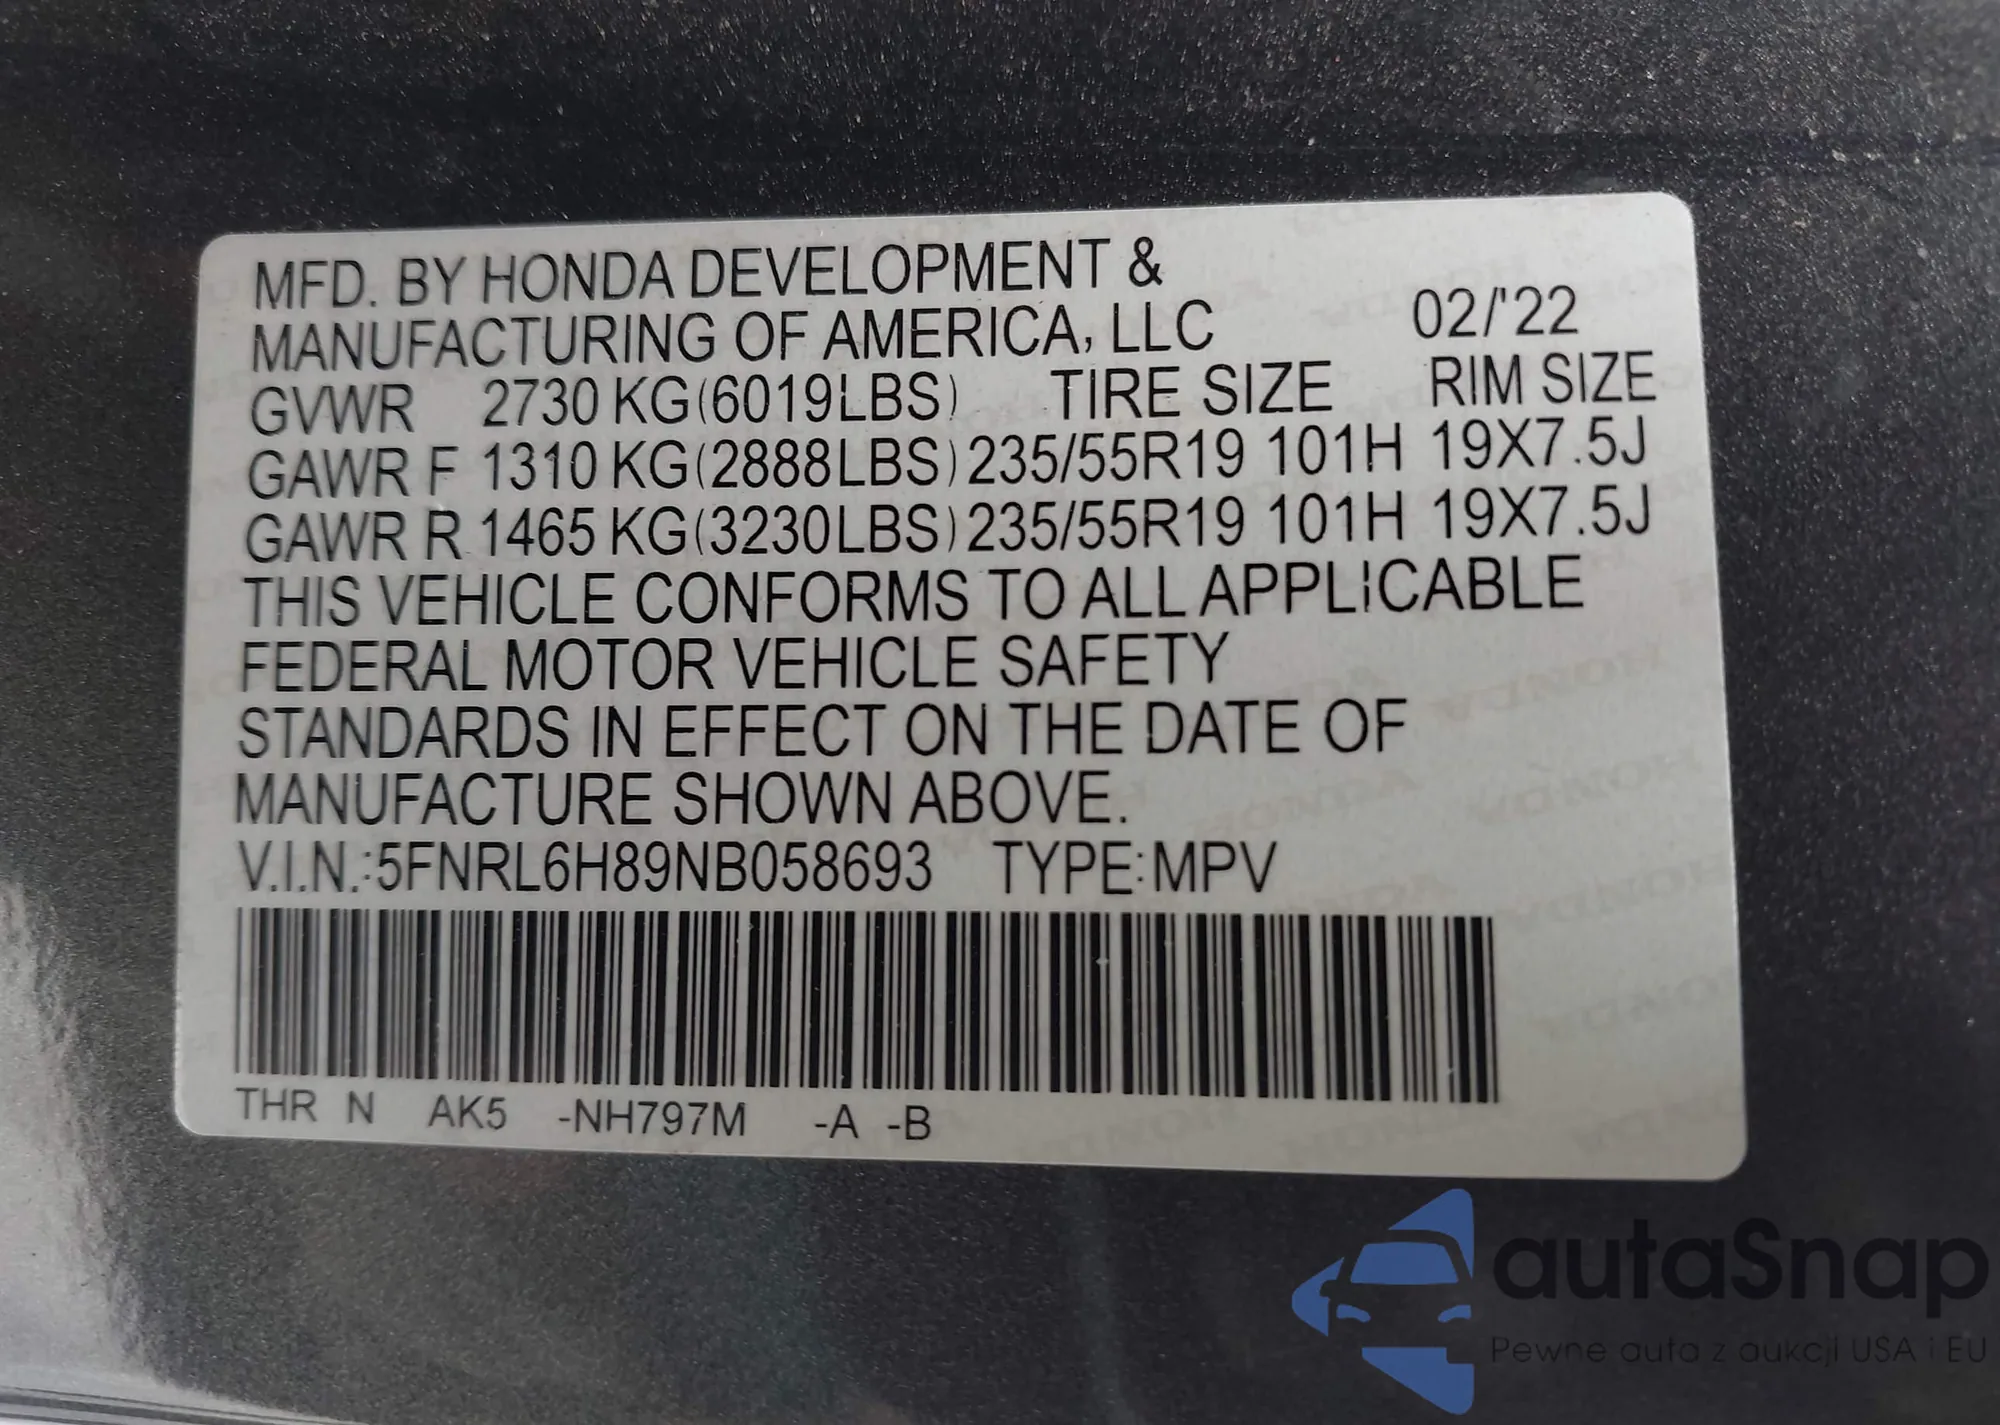 MFD. BY HONDA DEVELOPMENT &
MANUFACTURING OF AMERICA, LLC 02/'22
GVWR 2730 KG(6019LBS) TIRE SIZE RIM SIZE
GAWR F 1310 KG(2888LBS) 235/55R19 101H 19X7.5J
GAWR R 1465 KG(3230LBS) 235/55R19 101H 19X7.5J
THIS VEHICLE CONFORMS TO ALL APPLICABLE
FEDERAL MOTOR VEHICLE SAFETY
STANDARDS IN EFFECT ON THE DATE OF
MANUFACTURE SHOWN ABOVE.
V.I.N.:5FNRL6H89NB058693 TYPE:MPV
THR N AK5 -NH797M -A -B
autaSnap
Pewne auta z aukcji USA i EU